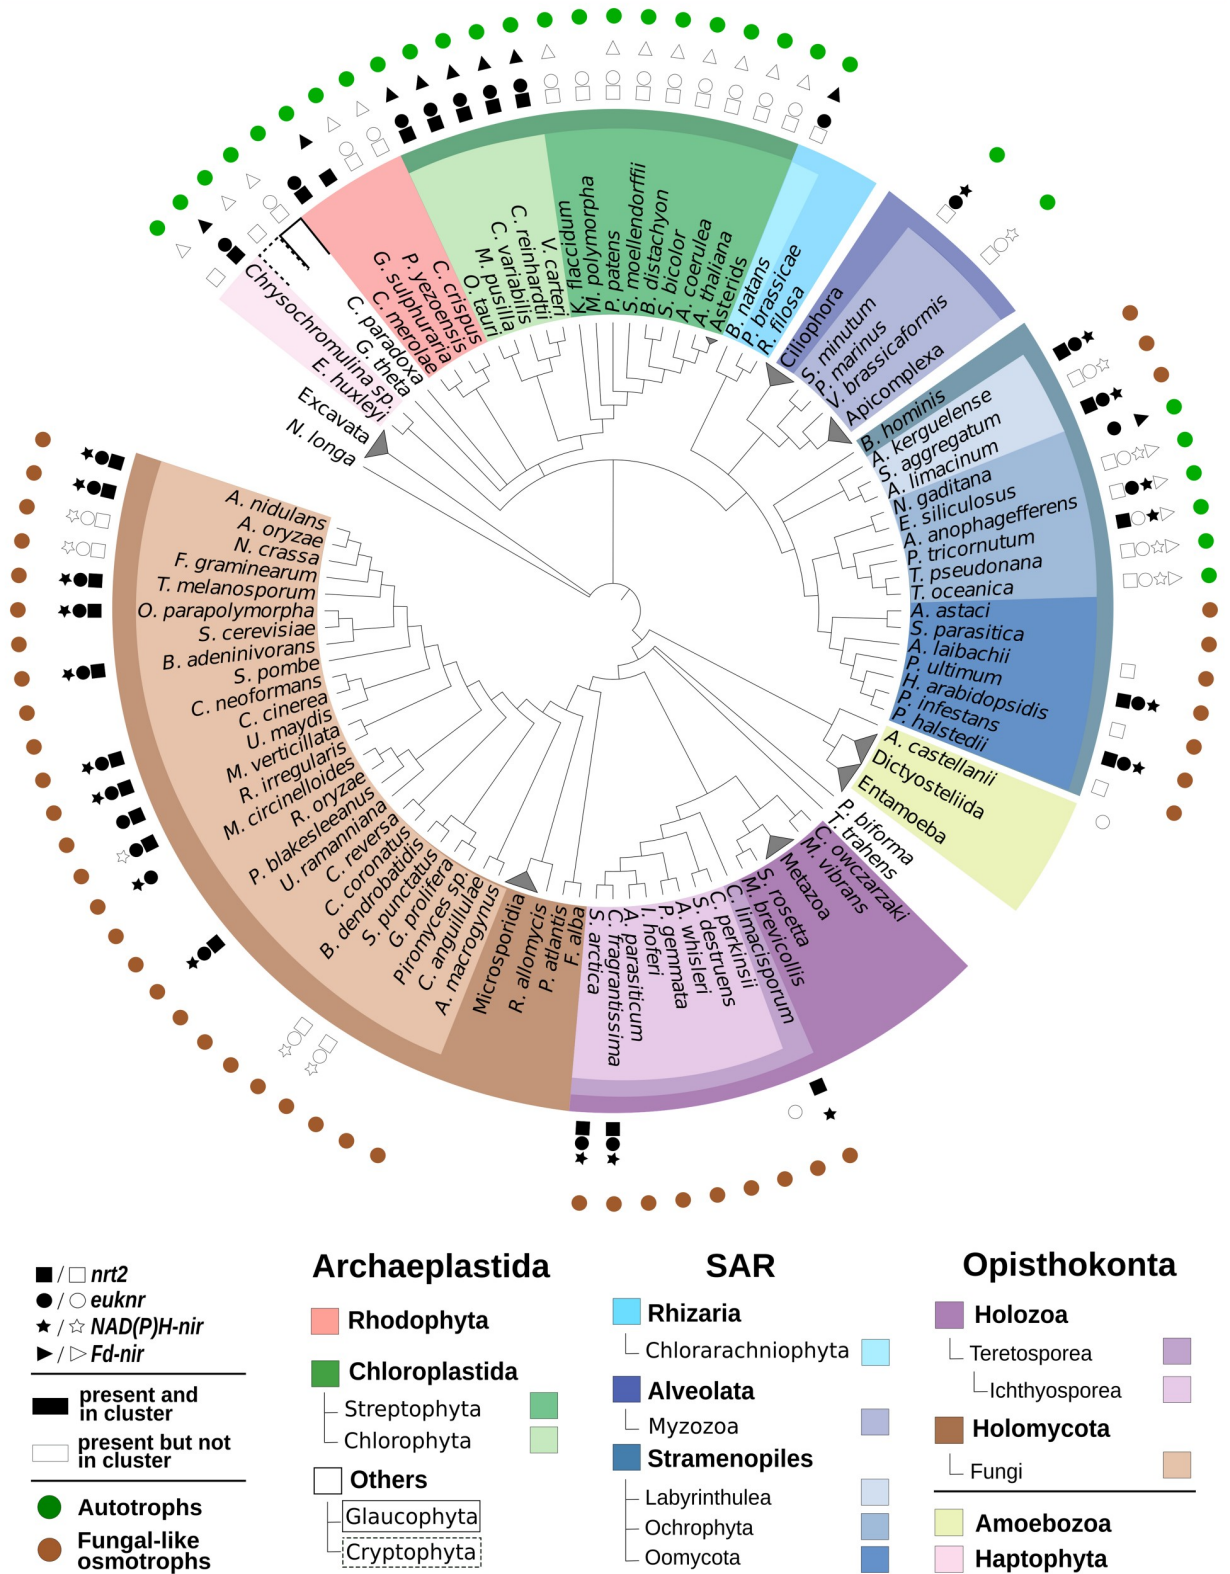 Chrysochromulina sp.
E. huxleyi
Excavata
N. longa
C. paradoxa
G. theta
C. merolae
G. sulphuraria
P. yezoensis
C. crispus
O. tauri
M. pusilla
C. variabilis
C. reinhardtii
V. carteri
K. flaccidum
M. polymorpha
P. patens
S. moellendorffii
B. distachyon
S. bicolor
A. coerulea
A. thaliana
Asterids
B. natans
P. brassicae
R. filosa
Ciliophora
S. minutum
P. marinus
V. brassicaformis
Apicomplexa
B. hominis
A. kerguelense
S. aggregatum
A. limacinum
N. gaditana
E. siliculosus
A. anophagefferens
P. tricornutum
T. pseudonana
T. oceanica
A. astaci
S. parasitica
A. laibachii
P. ultimum
H. arabidopsidis
P. infestans
P. halstedii
A. castellanii
Dictyosteliida
Entamoeba
P. biforma
T. trahens
C. owczarzaki
M. vibrans
Metazoa
S. rosetta
M. brevicollis
C. limacisporum
C. perkinsii
S. destruens
A. whisleri
P. gemmata
I. hoferi
A. parasiticum
C. fragrantissima
S. arctica
F. alba
P. atlantis
R. allomycis
Microsporidia
A. macrogynus
C. anguillulae
Piromyces sp.
G. prolifera
S. punctatus
B. dendrobatidis
C. coronatus
C. reversa
U. ramanniana
P. blakesleeanus
R. oryzae
M. circinelloides
R. irregularis
M. verticillata
U. maydis
C. cinerea
C. neoformans
S. pombe
B. adeninivorans
S. cerevisiae
O. parapolymorpha
T. melanosporum
F. graminearum
N. crassa
A. oryzae
A. nidulans
/ nrt2
/ euknr
/ NAD(P)H-nir
/ Fd-nir
present and
in cluster
present but not
in cluster
Autotrophs
Fungal-like
osmotrophs
Archaeplastida
Rhodophyta
Chloroplastida
Streptophyta
Chlorophyta
Others
Glaucophyta
Cryptophyta
SAR
Rhizaria
Chlorarachniophyta
Alveolata
Myzozoa
Stramenopiles
Labyrinthulea
Ochrophyta
Oomycota
Opisthokonta
Holozoa
Teretosporea
Ichthyosporea
Holomycota
Fungi
Amoebozoa
Haptophyta